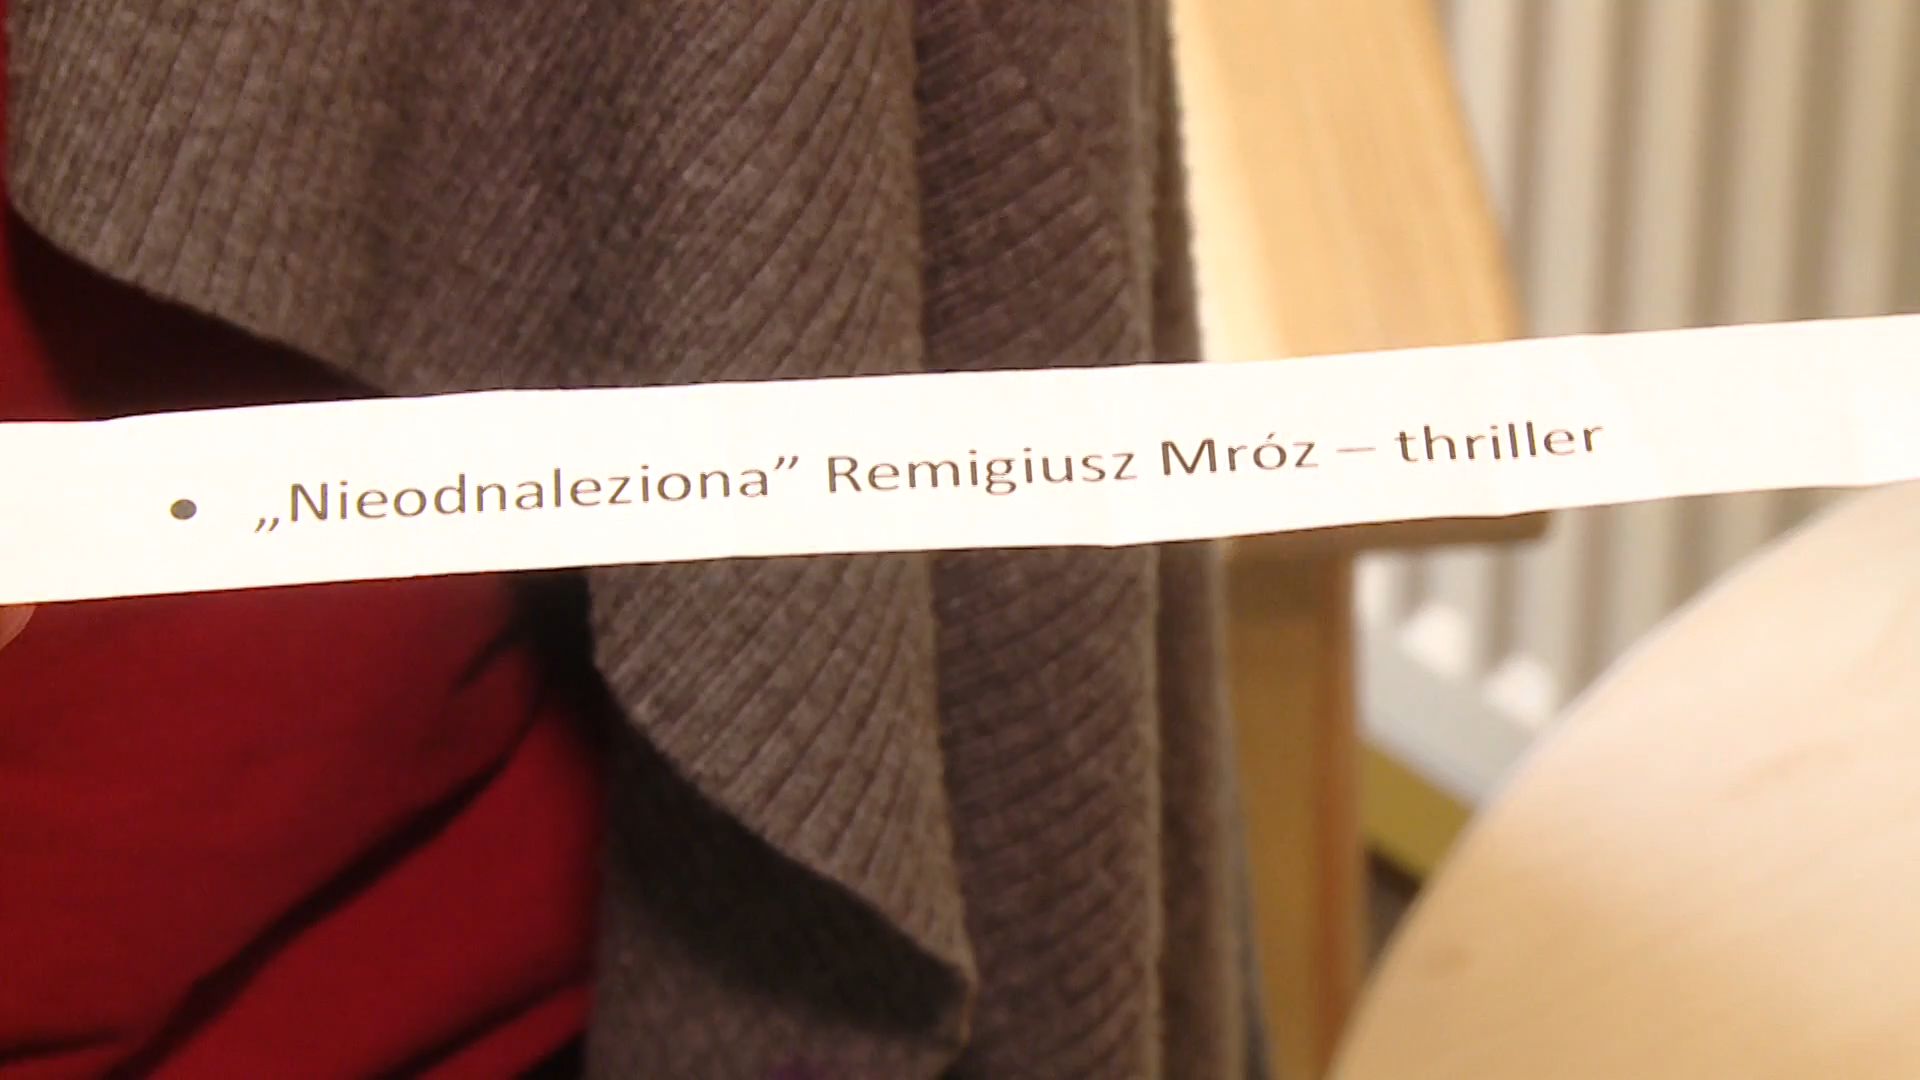 • „Nieodnaleziona” Remigiusz Mróz – thriller